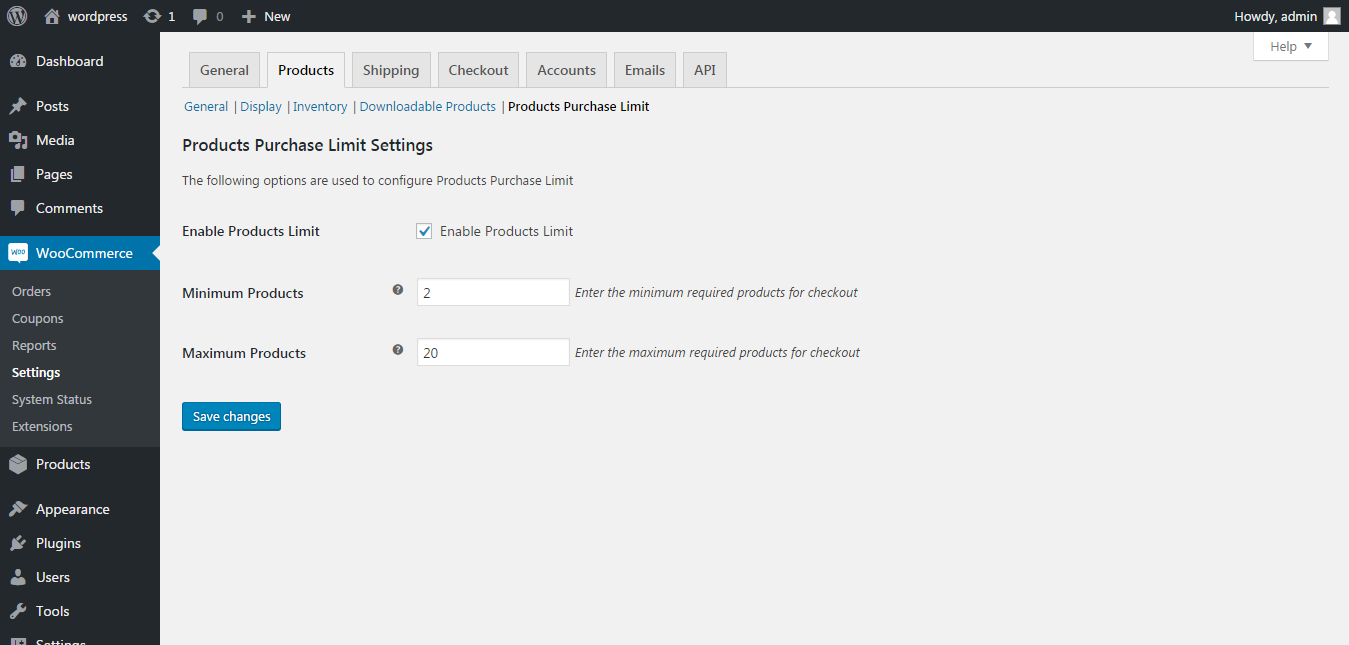 wordpress 1 0 New Howdy, admin
Help
Dashboard
Posts
Media
Pages
Comments
WooCommerce
Orders
Coupons
Reports
Settings
System Status
Extensions
Products
Appearance
Plugins
Users
Tools
Settings
General Products Shipping Checkout Accounts Emails API
General | Display | Inventory | Downloadable Products | Products Purchase Limit
Products Purchase Limit Settings
The following options are used to configure Products Purchase Limit
Enable Products Limit Enable Products Limit
Minimum Products ? 2 Enter the minimum required products for checkout
Maximum Products ? 20 Enter the maximum required products for checkout
Save changes